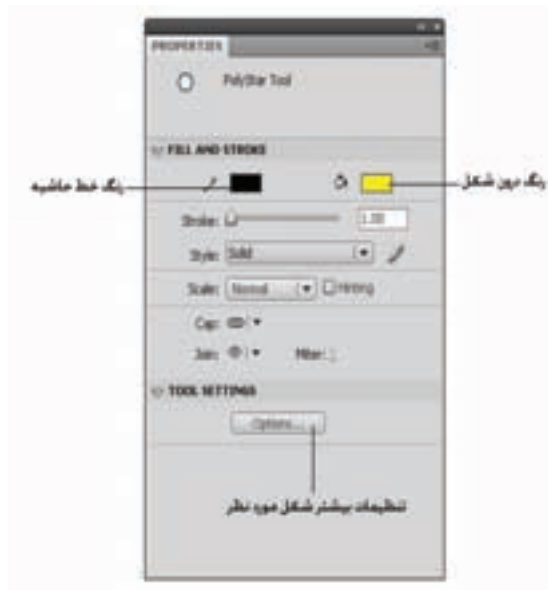 PROPERTIES
PolyStar Tool
FILL AND STROKE
رنگ خط حاشیه
رنگ درون شکل
Stroke: 1.00
Style: Solid
Scale: Normal Hinting
Cap:
Join: Miter:
TOOL SETTINGS
Options...
تنظیمات بیشتر شکل مورد نظر